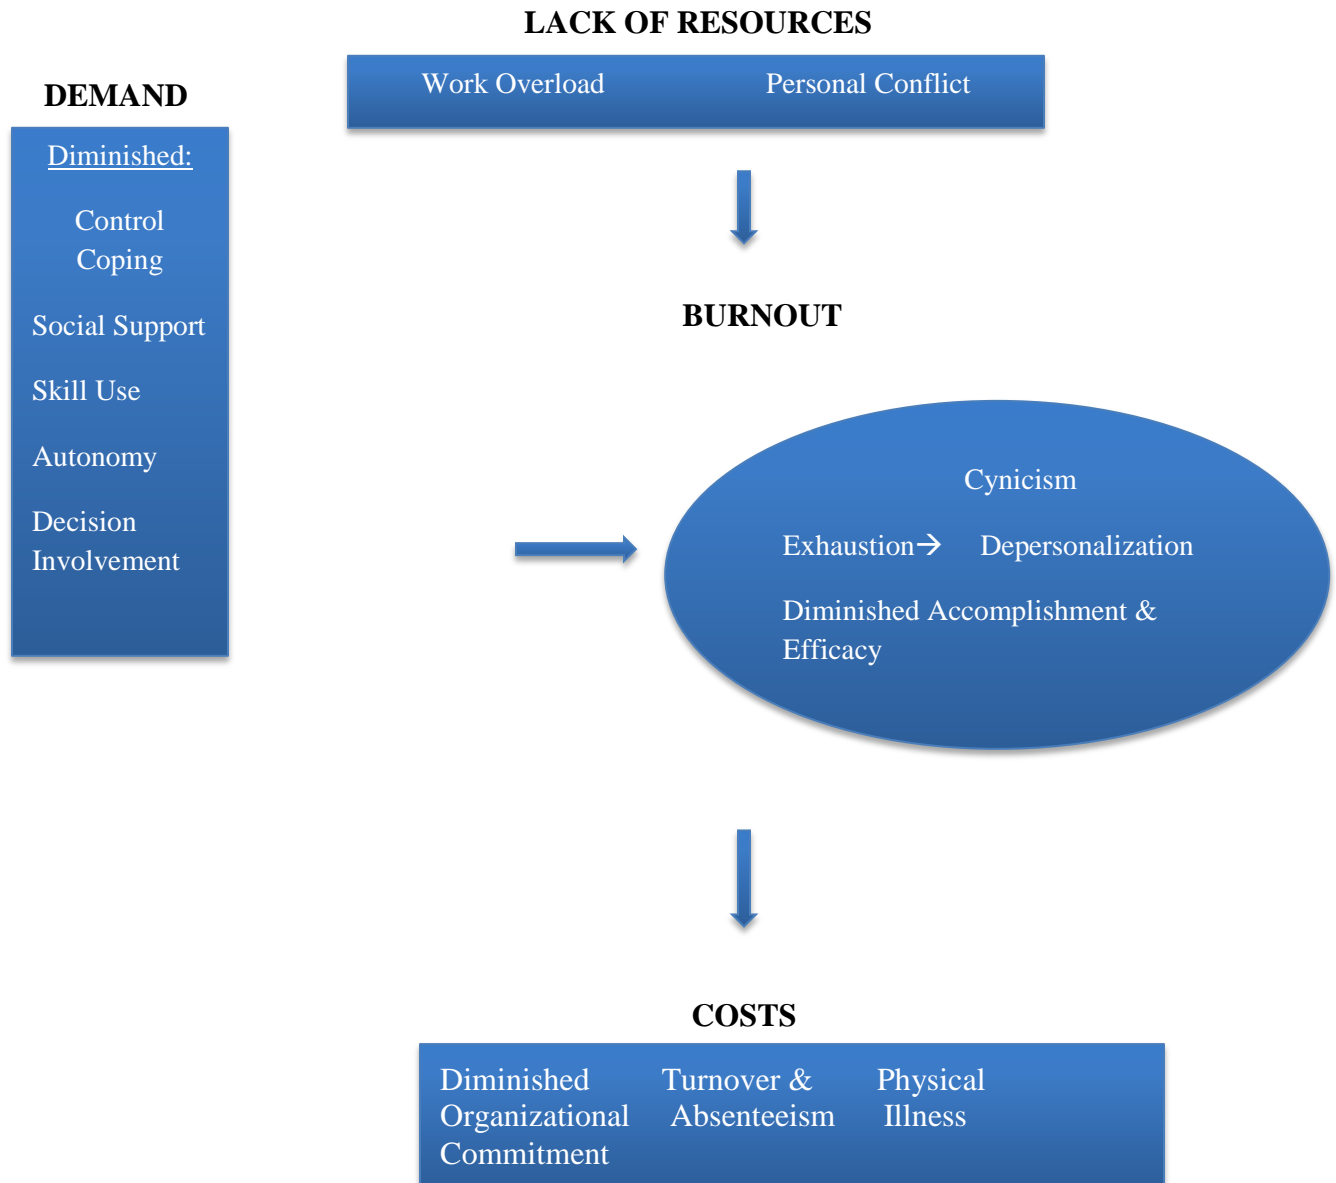 LACK OF RESOURCES
Work Overload Personal Conflict
DEMAND
Diminished:
Control
Coping
Social Support
Skill Use
Autonomy
Decision
Involvement
BURNOUT
Cynicism
Exhaustion→ Depersonalization
Diminished Accomplishment &
Efficacy
COSTS
Diminished Turnover & Physical
Organizational Absenteeism Illness
Commitment